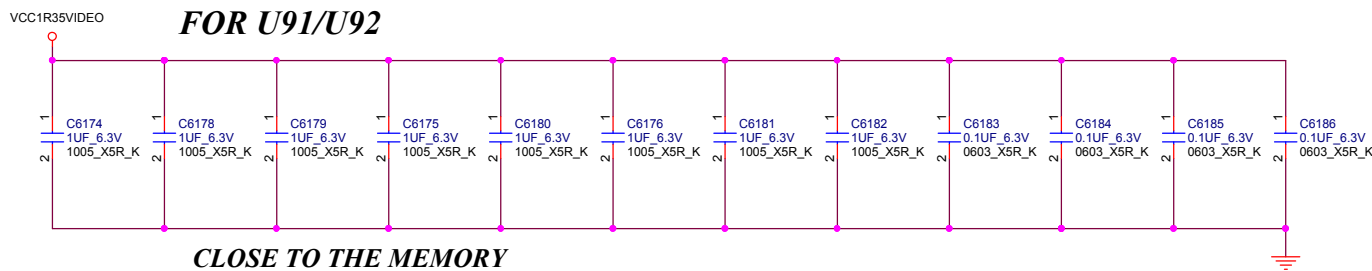 VCC1R35VIDEO
FOR U91/U92
1
C6174
1UF_6.3V
1005_X5R_K
2
1
C6178
1UF_6.3V
1005_X5R_K
2
1
C6179
1UF_6.3V
1005_X5R_K
2
1
C6175
1UF_6.3V
1005_X5R_K
2
1
C6180
1UF_6.3V
1005_X5R_K
2
1
C6176
1UF_6.3V
1005_X5R_K
2
1
C6181
1UF_6.3V
1005_X5R_K
2
1
C6182
1UF_6.3V
1005_X5R_K
2
1
C6183
0.1UF_6.3V
0603_X5R_K
2
1
C6184
0.1UF_6.3V
0603_X5R_K
2
1
C6185
0.1UF_6.3V
0603_X5R_K
2
1
C6186
0.1UF_6.3V
0603_X5R_K
2
CLOSE TO THE MEMORY